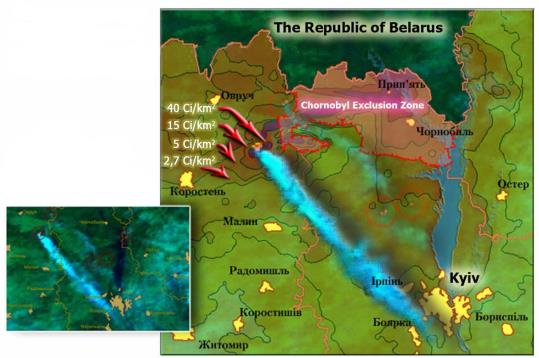 The Republic of Belarus
Овруч
Прип'ять
40 Ci/km²
Chornobyl Exclusion Zone
15 Ci/km²
Чорнобиль
5 Ci/km²
2,7 Ci/km²
Коростень
Остер
Малин
Радомишль
Ірпінь
Kyiv
Коростишів
Боярка
Бориспіль
Житомир